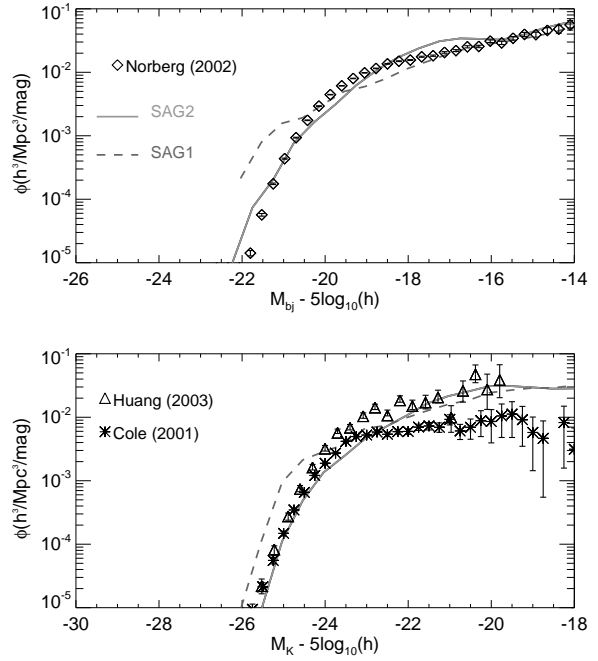 10⁻¹
10⁻²
10⁻³
10⁻⁴
10⁻⁵
ϕ(h³/Mpc³/mag)
Norberg (2002)
SAG2
SAG1
-26 -24 -22 -20 -18 -16 -14
M_bj - 5log₁₀(h)
10⁻¹
10⁻²
10⁻³
10⁻⁴
10⁻⁵
ϕ(h³/Mpc³/mag)
Huang (2003)
Cole (2001)
-30 -28 -26 -24 -22 -20 -18
M_K - 5log₁₀(h)